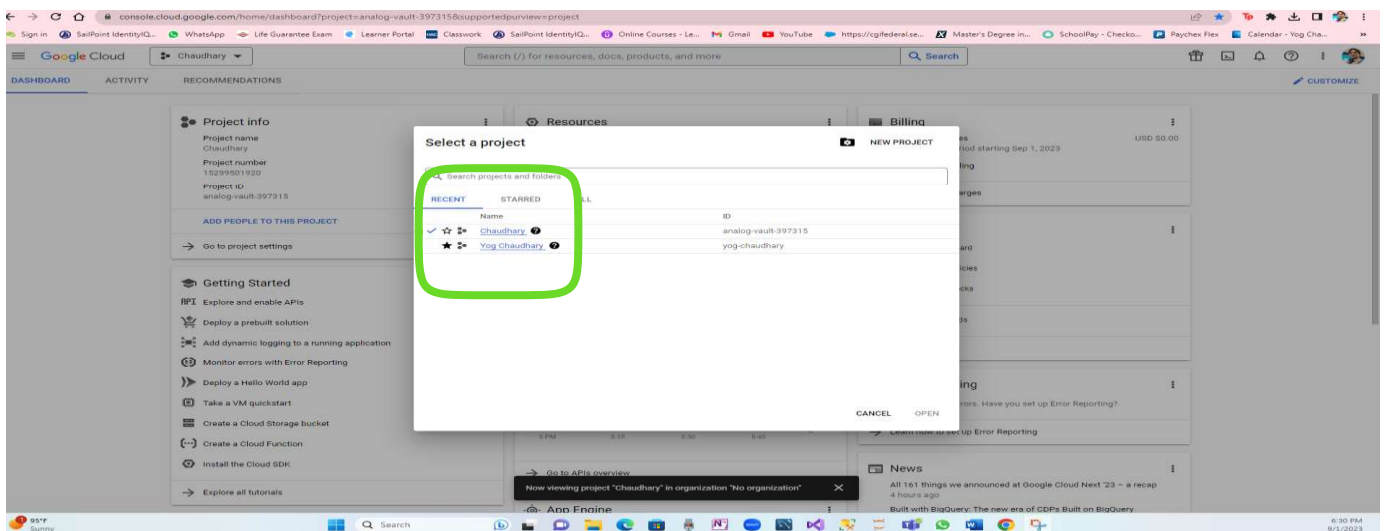 console.cloud.google.com/home/dashboard?project=analog-vault-397315&supportedpurview=project
Sign in SailPoint IdentityIQ... WhatsApp Life Guarantee Exam Learner Portal Classwork SailPoint IdentityIQ... Online Courses - Le... Gmail YouTube https://cgifederal.se... Master's Degree in... SchoolPay - Checko... Paychex Flex Calendar - Yog Cha... »
Google Cloud Chaudhary Search (/) for resources, docs, products, and more Search
DASHBOARD ACTIVITY RECOMMENDATIONS CUSTOMIZE
Project info
Project name
Chaudhary
Project number
15299501920
Project ID
analog-vault-397315
ADD PEOPLE TO THIS PROJECT
Go to project settings
Getting Started
API Explore and enable APIs
Deploy a prebuilt solution
Add dynamic logging to a running application
Monitor errors with Error Reporting
Deploy a Hello World app
Take a VM quickstart
Create a Cloud Storage bucket
Create a Cloud Function
Install the Cloud SDK
Explore all tutorials
Resources
Select a project NEW PROJECT
Search projects and folders
RECENT STARRED
Name ID
Chaudhary analog-vault-397315
Yog Chaudhary yog-chaudhary
CANCEL OPEN
Go to APIs overview
Now viewing project "Chaudhary" in organization "No organization"
App Engine
Billing
USD $0.00
starting Sep 1, 2023
Have you set up Error Reporting?
Learn how to set up Error Reporting
News
All 161 things we announced at Google Cloud Next '23 – a recap
4 hours ago
Built with BigQuery: The new era of CDPs Built on BigQuery
95°F
Sunny
Search
6:30 PM
9/1/2023